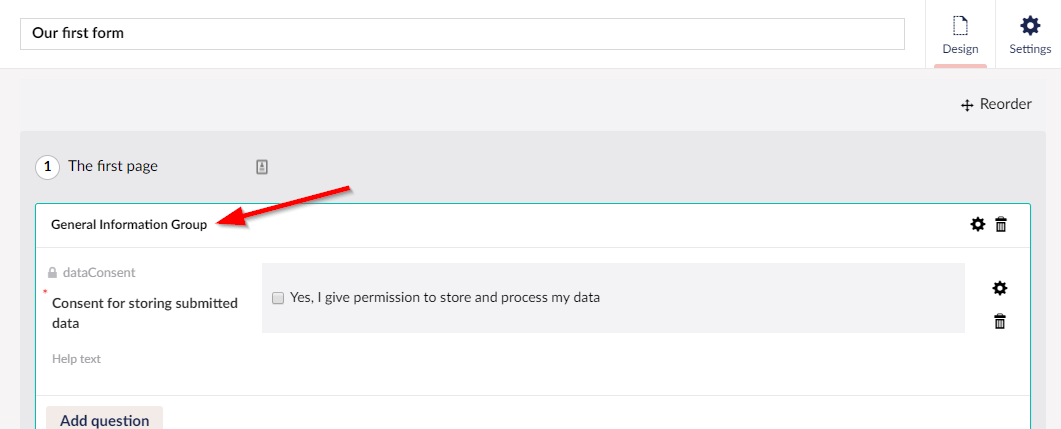 Our first form
Design
Settings
Reorder
1 The first page
General Information Group
dataConsent
* Consent for storing submitted
data
Yes, I give permission to store and process my data
Help text
Add question